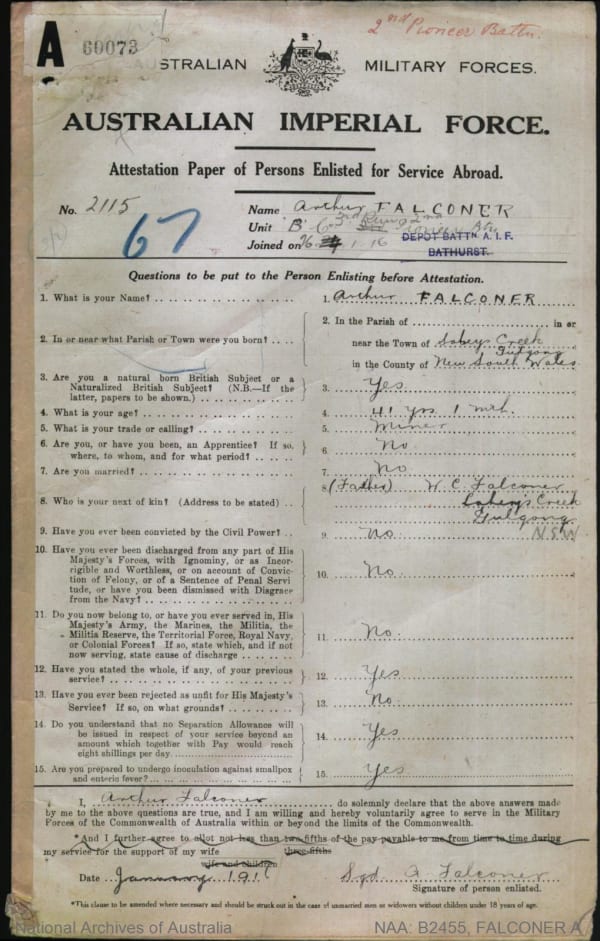 A 60073
2nd Pioneer Battn.
AUSTRALIAN MILITARY FORCES.
AUSTRALIAN IMPERIAL FORCE.
Attestation Paper of Persons Enlisted for Service Abroad.
No. 2115 Name Arthur FALCONER
67
Unit "B"
Joined on 1.16
DEPOT BATTN A.I.F.
BATHURST.
Questions to be put to the Person Enlisting before Attestation.
1. What is your Name? 1. Arthur FALCONER
2. In or near what Parish or Town were you born? 2. In the Parish of in or
near the Town of Creek Gulgong
in the County of New South Wales
3. Are you a natural born British Subject or a
Naturalized British Subject? (N.B.—If the
latter, papers to be shown.) 3. Yes
4. What is your age? 4. 41 yrs 1 mth.
5. What is your trade or calling? 5. Miner
6. Are you, or have you been, an Apprentice? If so,
where, to whom, and for what period? 6. No
7. Are you married? 7. No
8. Who is your next of kin? (Address to be stated) 8. (Father) W. C. Falconer
Creek
Gulgong
N.S.W
9. Have you ever been convicted by the Civil Power? 9. No
10. Have you ever been discharged from any part of His
Majesty's Forces, with Ignominy, or as Incor-
rigible and Worthless, or on account of Convic-
tion of Felony, or of a Sentence of Penal Servi
tude, or have you been Dismissed with Disgrace
from the Navy? 10. No.
11. Do you now belong to, or have you ever served in, His
Majesty's Army, the Marines, the Militia, the
Militia Reserve, the Territorial Force, Royal Navy,
or Colonial Forces? If so, state which, and if not
now serving, state cause of discharge 11. No.
12. Have you stated the whole, if any, of your previous
service? 12. Yes
13. Have you ever been rejected as unfit for His Majesty's
Service? If so, on what grounds? 13. No.
14. Do you understand that no Separation Allowance will
be issued in respect of your service beyond an
amount which together with Pay would reach
eight shillings per day. 14. Yes
15. Are you prepared to undergo inoculation against smallpox
and enteric fever? 15. Yes
I, Arthur Falconer do solemnly declare that the above answers made
by me to the above questions are true, and I am willing and hereby voluntarily agree to serve in the Military
Forces of the Commonwealth of Australia within or beyond the limits of the Commonwealth.
*And I further agree to allot not less than two-fifths of the pay payable to me from time to time during
three-fifths
my service for the support of my wife
wife and children
Date January 1916 Sgd A Falconer
Signature of person enlisted.
*This clause to be amended where necessary and should be struck out in the case of unmarried men or widowers without children under 18 years of age.
National Archives of Australia NAA: B2455, FALCONER A